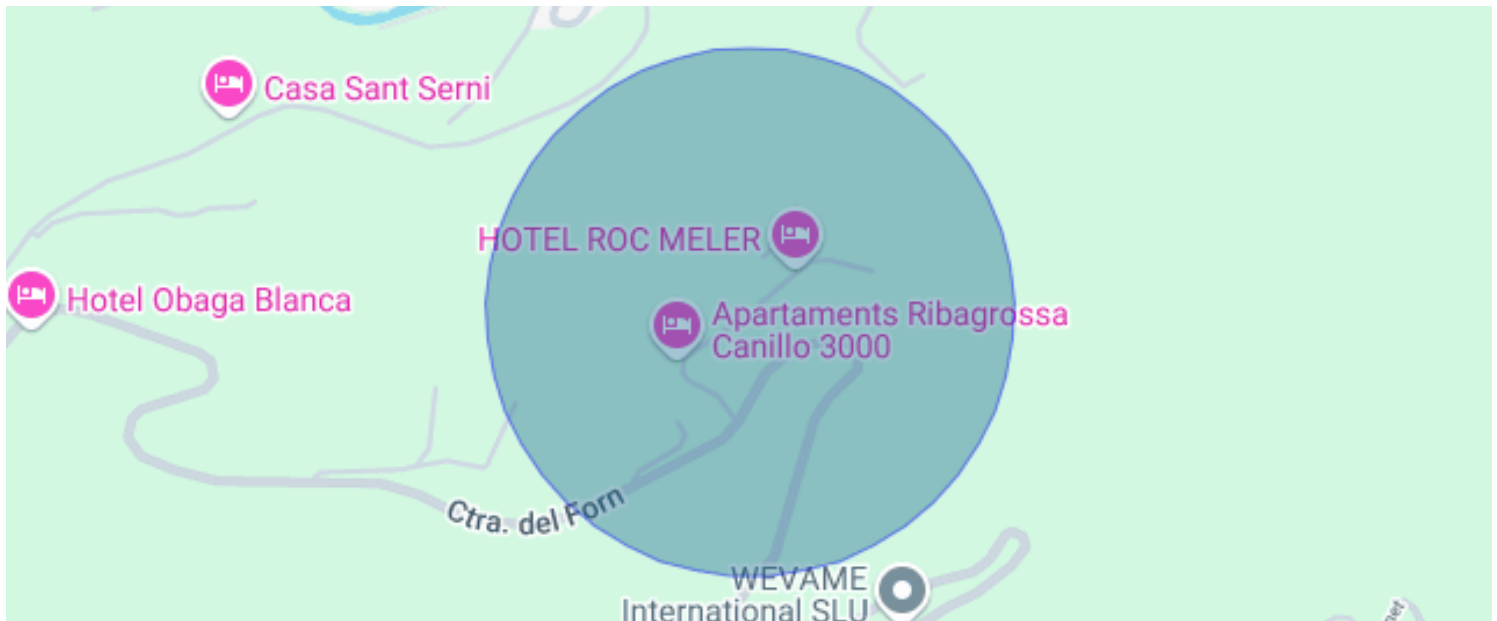 Casa Sant Serni
HOTEL ROC MELER
Hotel Obaga Blanca
Apartaments Ribagrossa
Canillo 3000
Ctra. del Forn
WEVAME
International SLU